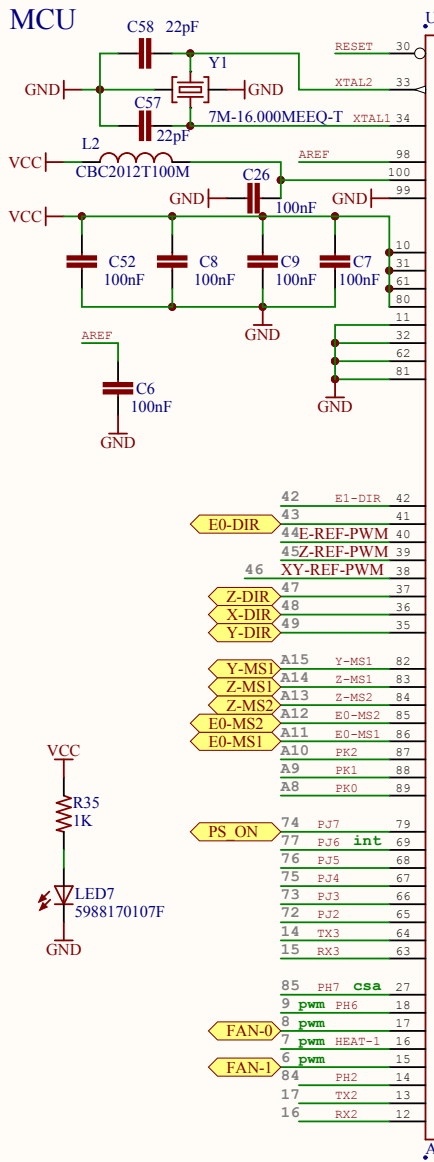 MCU
U
C58 22pF
RESET 30
Y1
GND
GND
XTAL2 33
C57
22pF
7M-16.000MEEQ-T XTAL1 34
L2
VCC
CBC2012T100M
AREF 98
100
C26
GND
100nF
GND
99
VCC
10
C52 C8 C9 C7
100nF 100nF 100nF 100nF
31
61
80
11
GND
AREF
32
62
81
C6
100nF
GND
GND
42 E1-DIR 42
E0-DIR 43 41
44 E-REF-PWM 40
45 Z-REF-PWM 39
46 XY-REF-PWM 38
Z-DIR 47 37
X-DIR 48 36
Y-DIR 49 35
Y-MS1 A15 Y-MS1 82
Z-MS1 A14 Z-MS1 83
Z-MS2 A13 Z-MS2 84
E0-MS2 A12 E0-MS2 85
E0-MS1 A11 E0-MS1 86
A10 PK2 87
A9 PK1 88
A8 PK0 89
VCC
R35
1K
LED7
5988170107F
GND
PS_ON 74 PJ7 79
77 PJ6 int 69
76 PJ5 68
75 PJ4 67
73 PJ3 66
72 PJ2 65
14 TX3 64
15 RX3 63
85 PH7 csa 27
9 pwm PH6 18
FAN-0 8 pwm 17
7 pwm HEAT-1 16
FAN-1 6 pwm 15
84 PH2 14
17 TX2 13
16 RX2 12
A